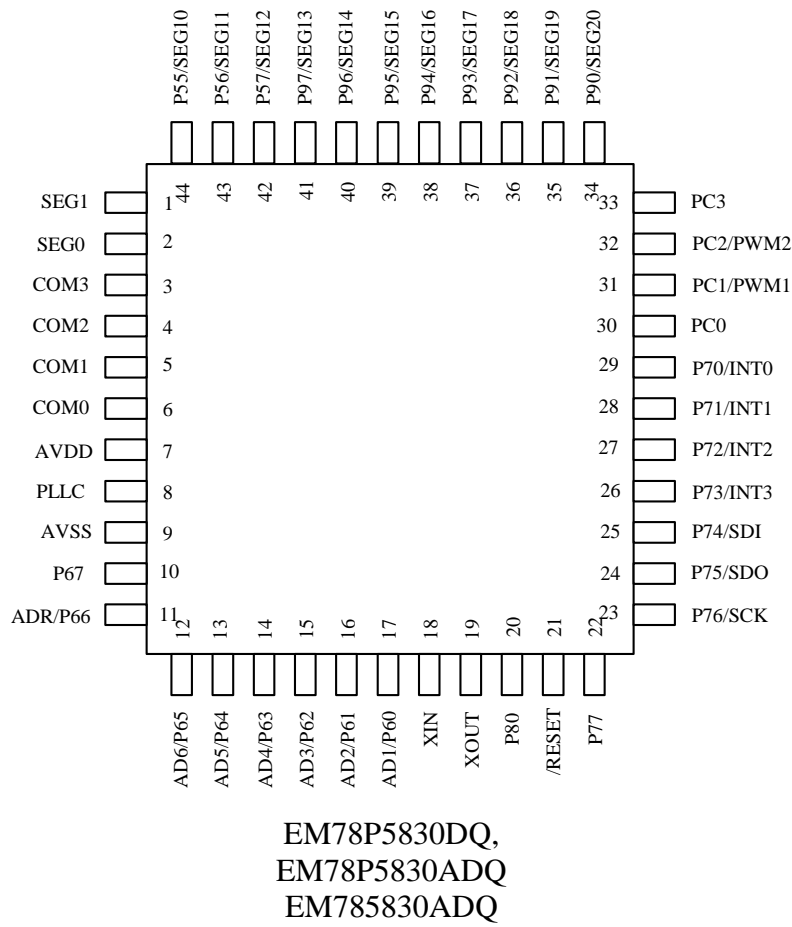 P55/SEG10
P56/SEG11
P57/SEG12
P97/SEG13
P96/SEG14
P95/SEG15
P94/SEG16
P93/SEG17
P92/SEG18
P91/SEG19
P90/SEG20
44
43
42
41
40
39
38
37
36
35
34
SEG1 1
SEG0 2
COM3 3
COM2 4
COM1 5
COM0 6
AVDD 7
PLLC 8
AVSS 9
P67 10
ADR/P66 11
33 PC3
32 PC2/PWM2
31 PC1/PWM1
30 PC0
29 P70/INT0
28 P71/INT1
27 P72/INT2
26 P73/INT3
25 P74/SDI
24 P75/SDO
23 P76/SCK
12
13
14
15
16
17
18
19
20
21
22
AD6/P65
AD5/P64
AD4/P63
AD3/P62
AD2/P61
AD1/P60
XIN
XOUT
P80
/RESET
P77
EM78P5830DQ,
EM78P5830ADQ
EM785830ADQ